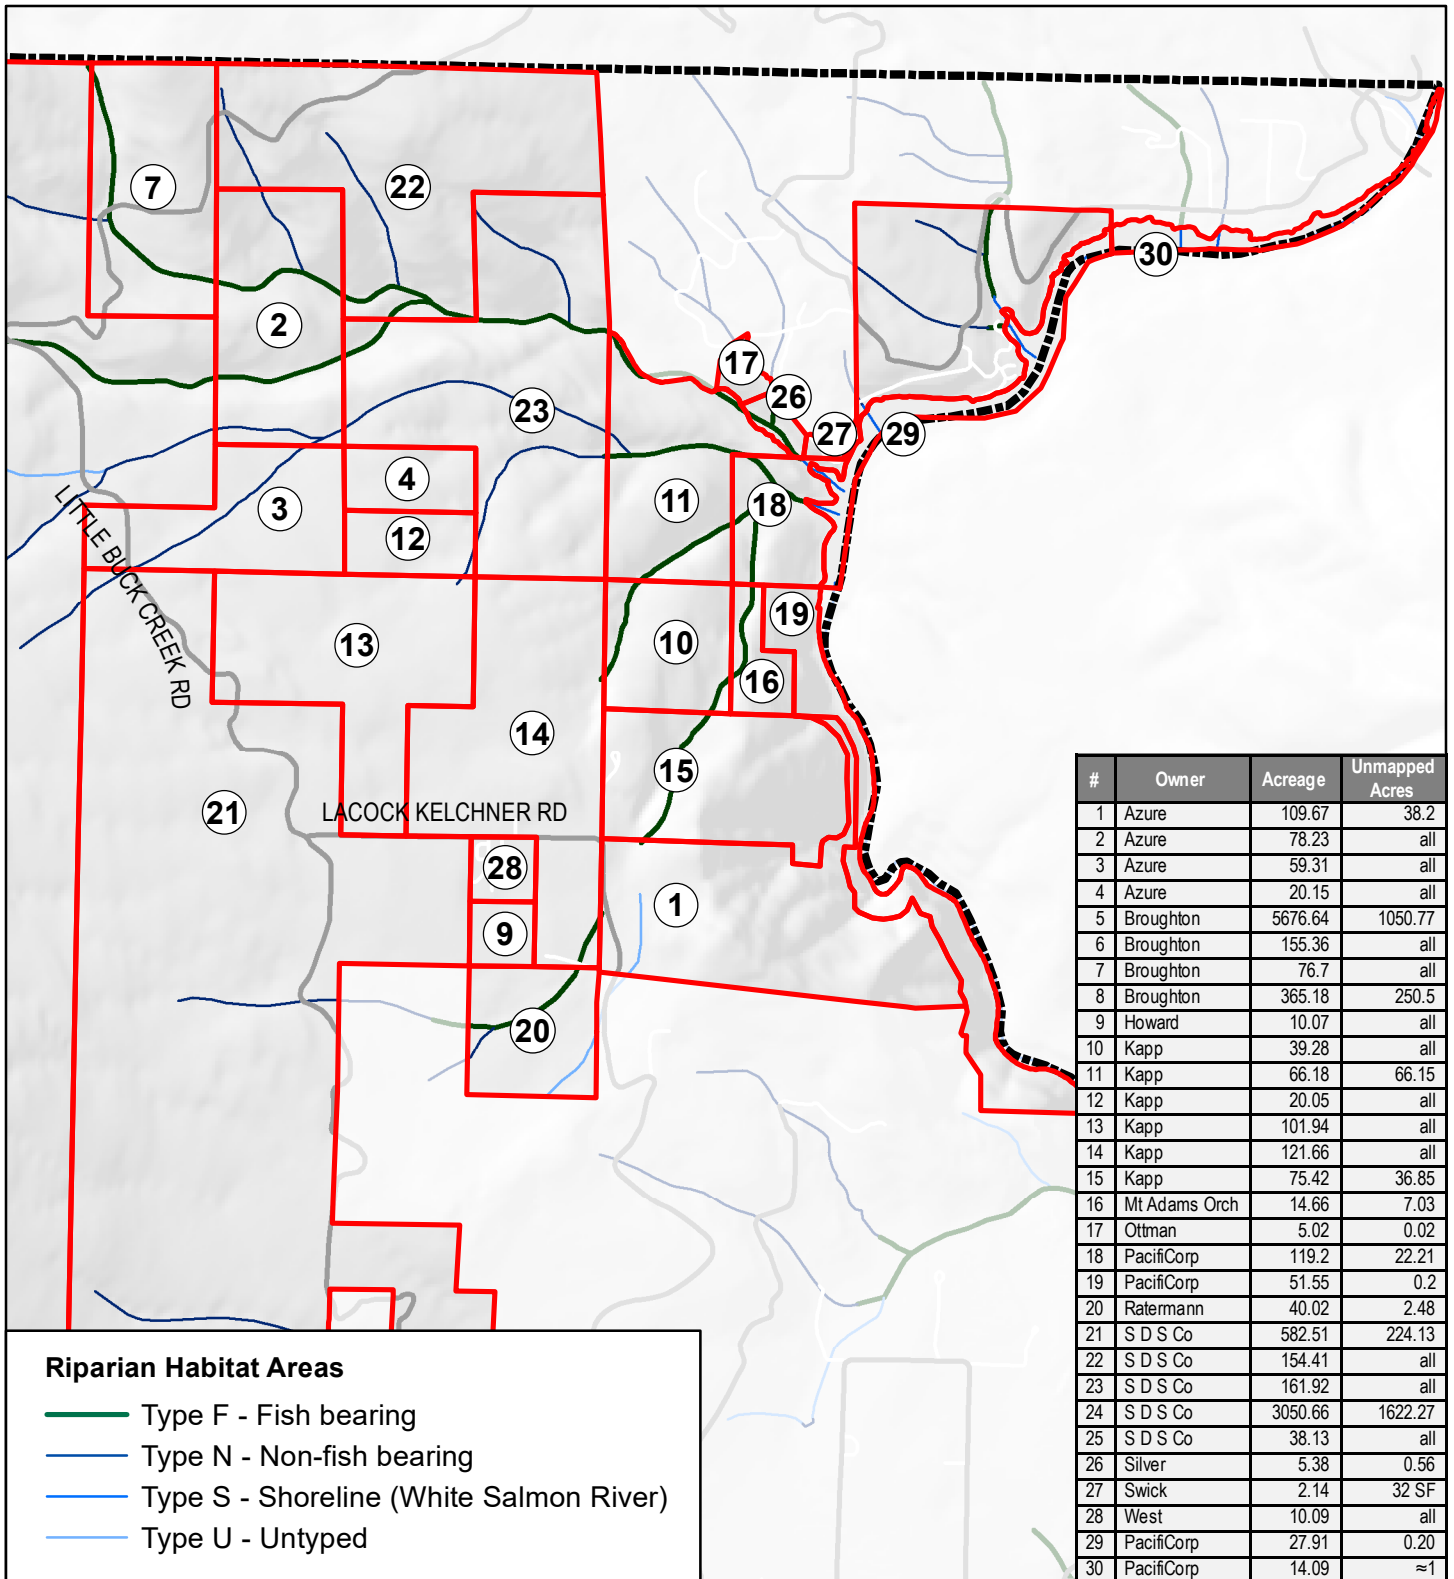 7
22
2
30
17
26
23
27
29
4
11
3
18
12
LITTLE BUCK CREEK RD
19
13
10
16
14
15
21
LACOCK KELCHNER RD
28
1
9
20
# Owner Acreage Unmapped Acres
1 Azure 109.67 38.2
2 Azure 78.23 all
3 Azure 59.31 all
4 Azure 20.15 all
5 Broughton 5676.64 1050.77
6 Broughton 155.36 all
7 Broughton 76.7 all
8 Broughton 365.18 250.5
9 Howard 10.07 all
10 Kapp 39.28 all
11 Kapp 66.18 66.15
12 Kapp 20.05 all
13 Kapp 101.94 all
14 Kapp 121.66 all
15 Kapp 75.42 36.85
16 Mt Adams Orch 14.66 7.03
17 Ottman 5.02 0.02
18 PacifiCorp 119.2 22.21
19 PacifiCorp 51.55 0.2
20 Ratermann 40.02 2.48
21 S D S Co 582.51 224.13
22 S D S Co 154.41 all
23 S D S Co 161.92 all
24 S D S Co 3050.66 1622.27
25 S D S Co 38.13 all
26 Silver 5.38 0.56
27 Swick 2.14 32 SF
28 West 10.09 all
29 PacifiCorp 27.91 0.20
30 PacifiCorp 14.09 ≈1
Riparian Habitat Areas
Type F - Fish bearing
Type N - Non-fish bearing
Type S - Shoreline (White Salmon River)
Type U - Untyped